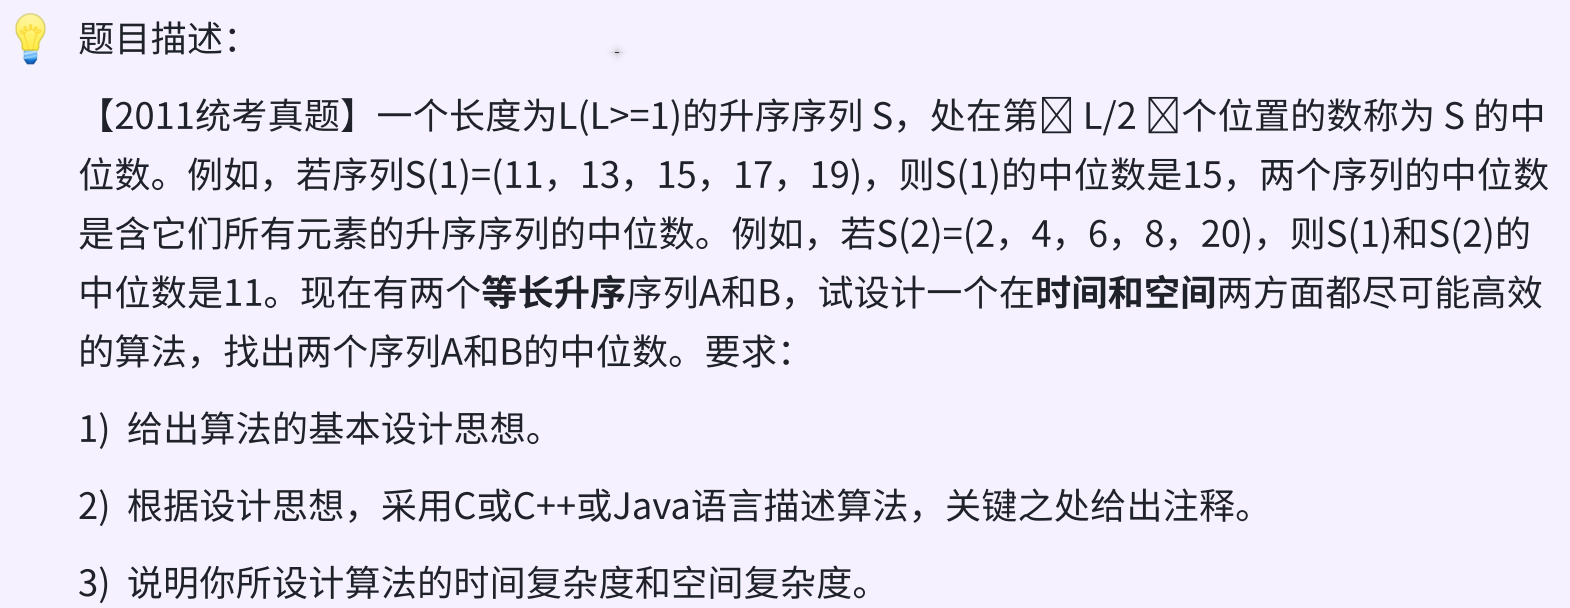 题目描述：
【2011统考真题】一个长度为L(L>=1)的升序序列 S，处在第 L/2 个位置的数称为 S 的中
位数。例如，若序列S(1)=(11，13，15，17，19)，则S(1)的中位数是15，两个序列的中位数
是含它们所有元素的升序序列的中位数。例如，若S(2)=(2，4，6，8，20)，则S(1)和S(2)的
中位数是11。现在有两个等长升序序列A和B，试设计一个在时间和空间两方面都尽可能高效
的算法，找出两个序列A和B的中位数。要求：
1) 给出算法的基本设计思想。
2) 根据设计思想，采用C或C++或Java语言描述算法，关键之处给出注释。
3) 说明你所设计算法的时间复杂度和空间复杂度。